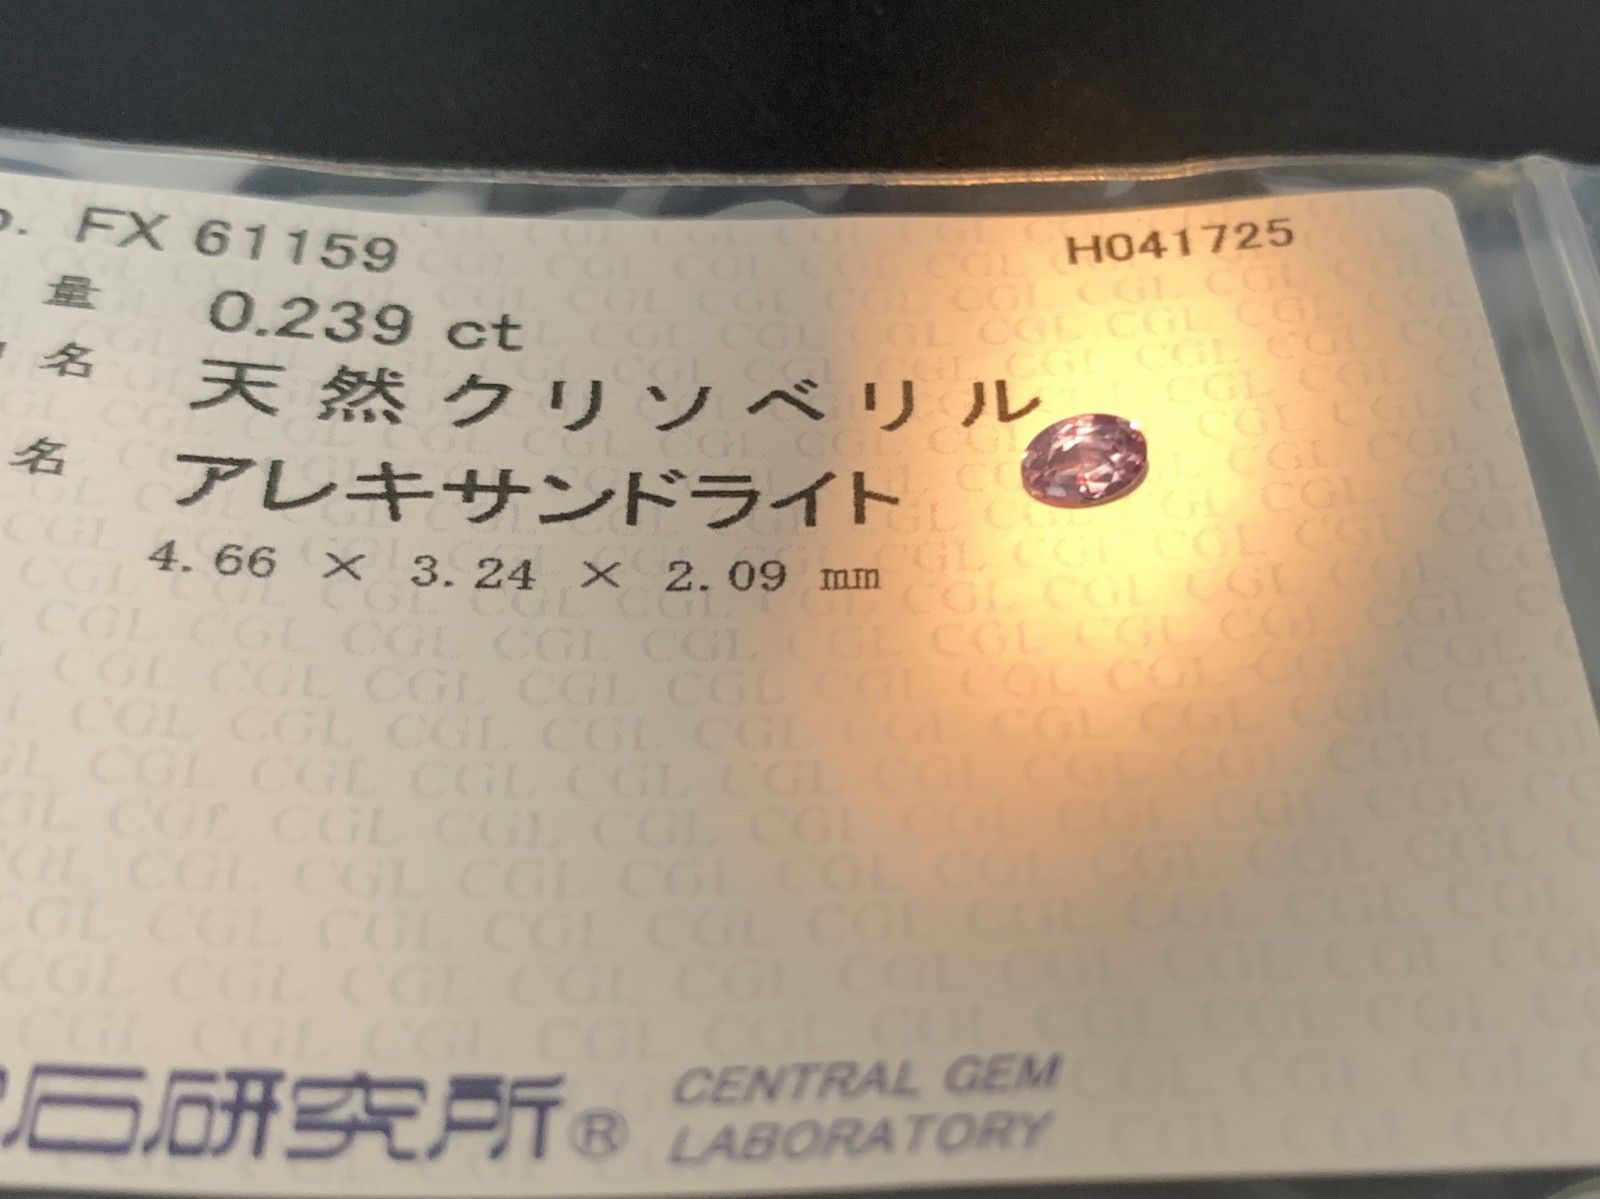 o. FX 61159
H041725
量 0.239 ct
名 天然クリソベリル
名 アレキサンドライト
4.66 × 3.24 × 2.09 mm
石研究所® CENTRAL GEM
LABORATORY